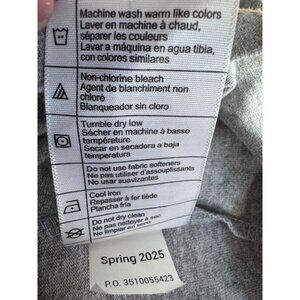 Machine wash warm like colors
Laver en machine à chaud,
séparer les couleurs
Lavar a máquina en agua tibia,
con colores similares
Non-chlorine bleach
Agent de blanchiment non
chloré
Blanqueador sin cloro
Tumble dry low
Sécher en machine à basse
température
Secar en secadora a baja
temperatura
Do not use fabric softeners
Ne pas utiliser d'assouplissants
No usar suavizantes
Cool iron
Repasser à fer tiède
Plancha fria
Do not dry clean
Ne pas nettoyer à sec
No limpiar en seco
Spring 2025
P.O. 3510055423